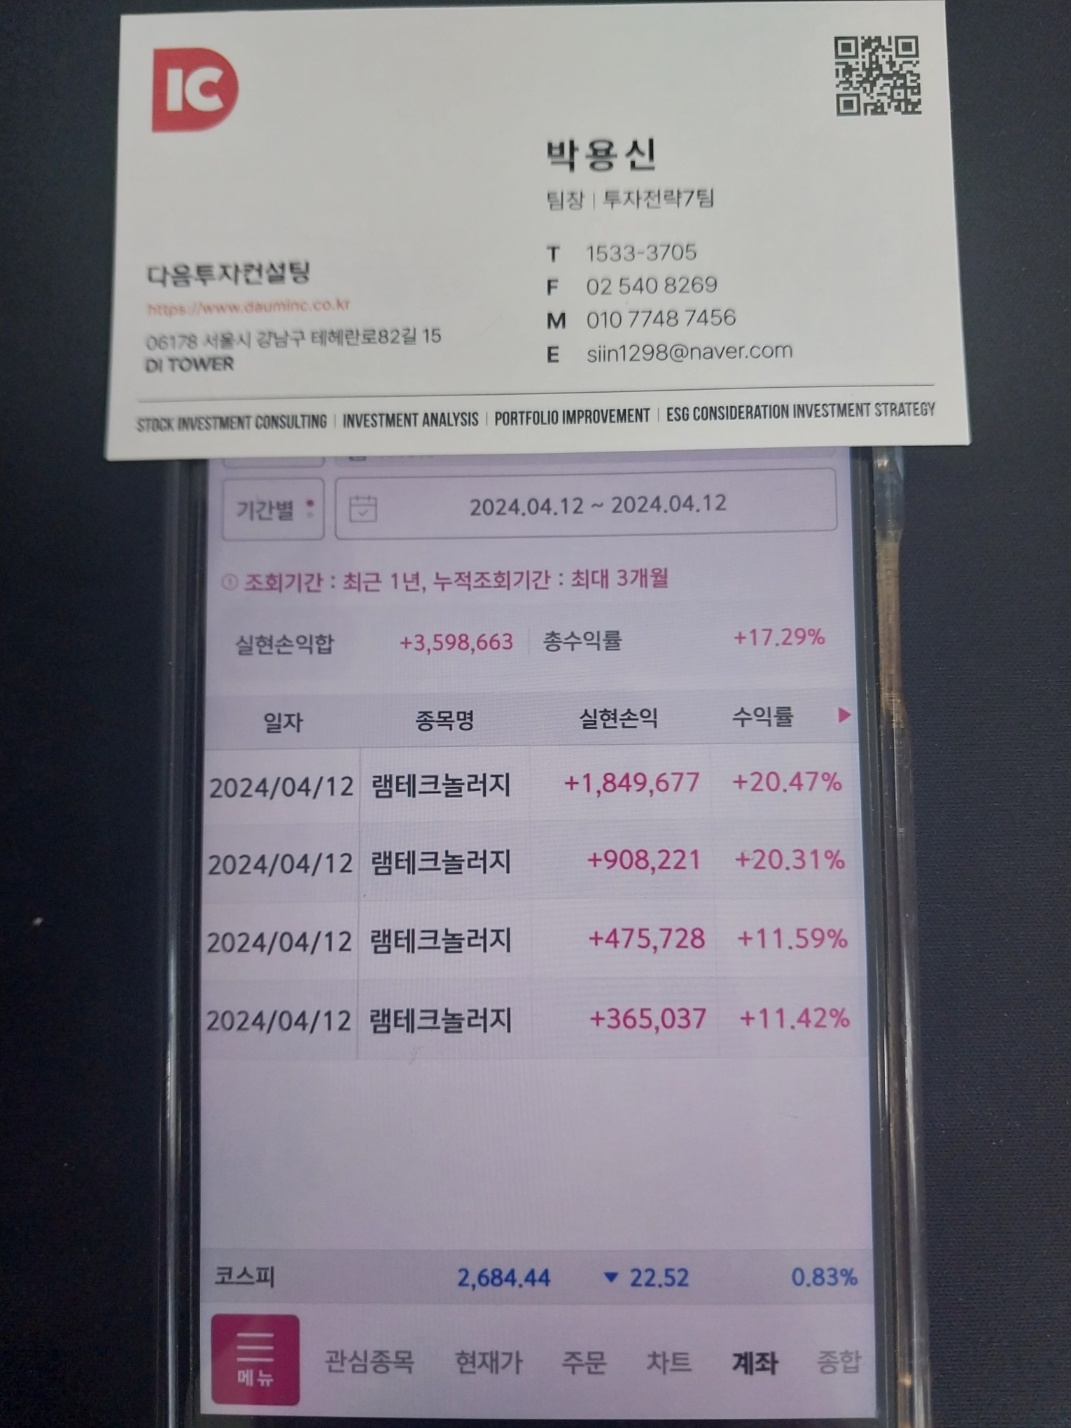 IC
박용신
팀장 | 투자전략7팀
T 1533-3705
F 02 540 8269
M 010 7748 7456
E siin1298@naver.com
다음투자컨설팅
https://www.dauminc.co.kr
06178 서울시 강남구 테헤란로82길 15
DI TOWER
STOCK INVESTMENT CONSULTING | INVESTMENT ANALYSIS | PORTFOLIO IMPROVEMENT | ESG CONSIDERATION INVESTMENT STRATEGY
기간별 2024.04.12 ~ 2024.04.12
조회기간 : 최근 1년, 누적조회기간 : 최대 3개월
실현손익합 +3,598,663 총수익률 +17.29%
일자 종목명 실현손익 수익률
2024/04/12 램테크놀러지 +1,849,677 +20.47%
2024/04/12 램테크놀러지 +908,221 +20.31%
2024/04/12 램테크놀러지 +475,728 +11.59%
2024/04/12 램테크놀러지 +365,037 +11.42%
코스피 2,684.44 ▼ 22.52 0.83%
메뉴 관심종목 현재가 주문 차트 계좌 종합